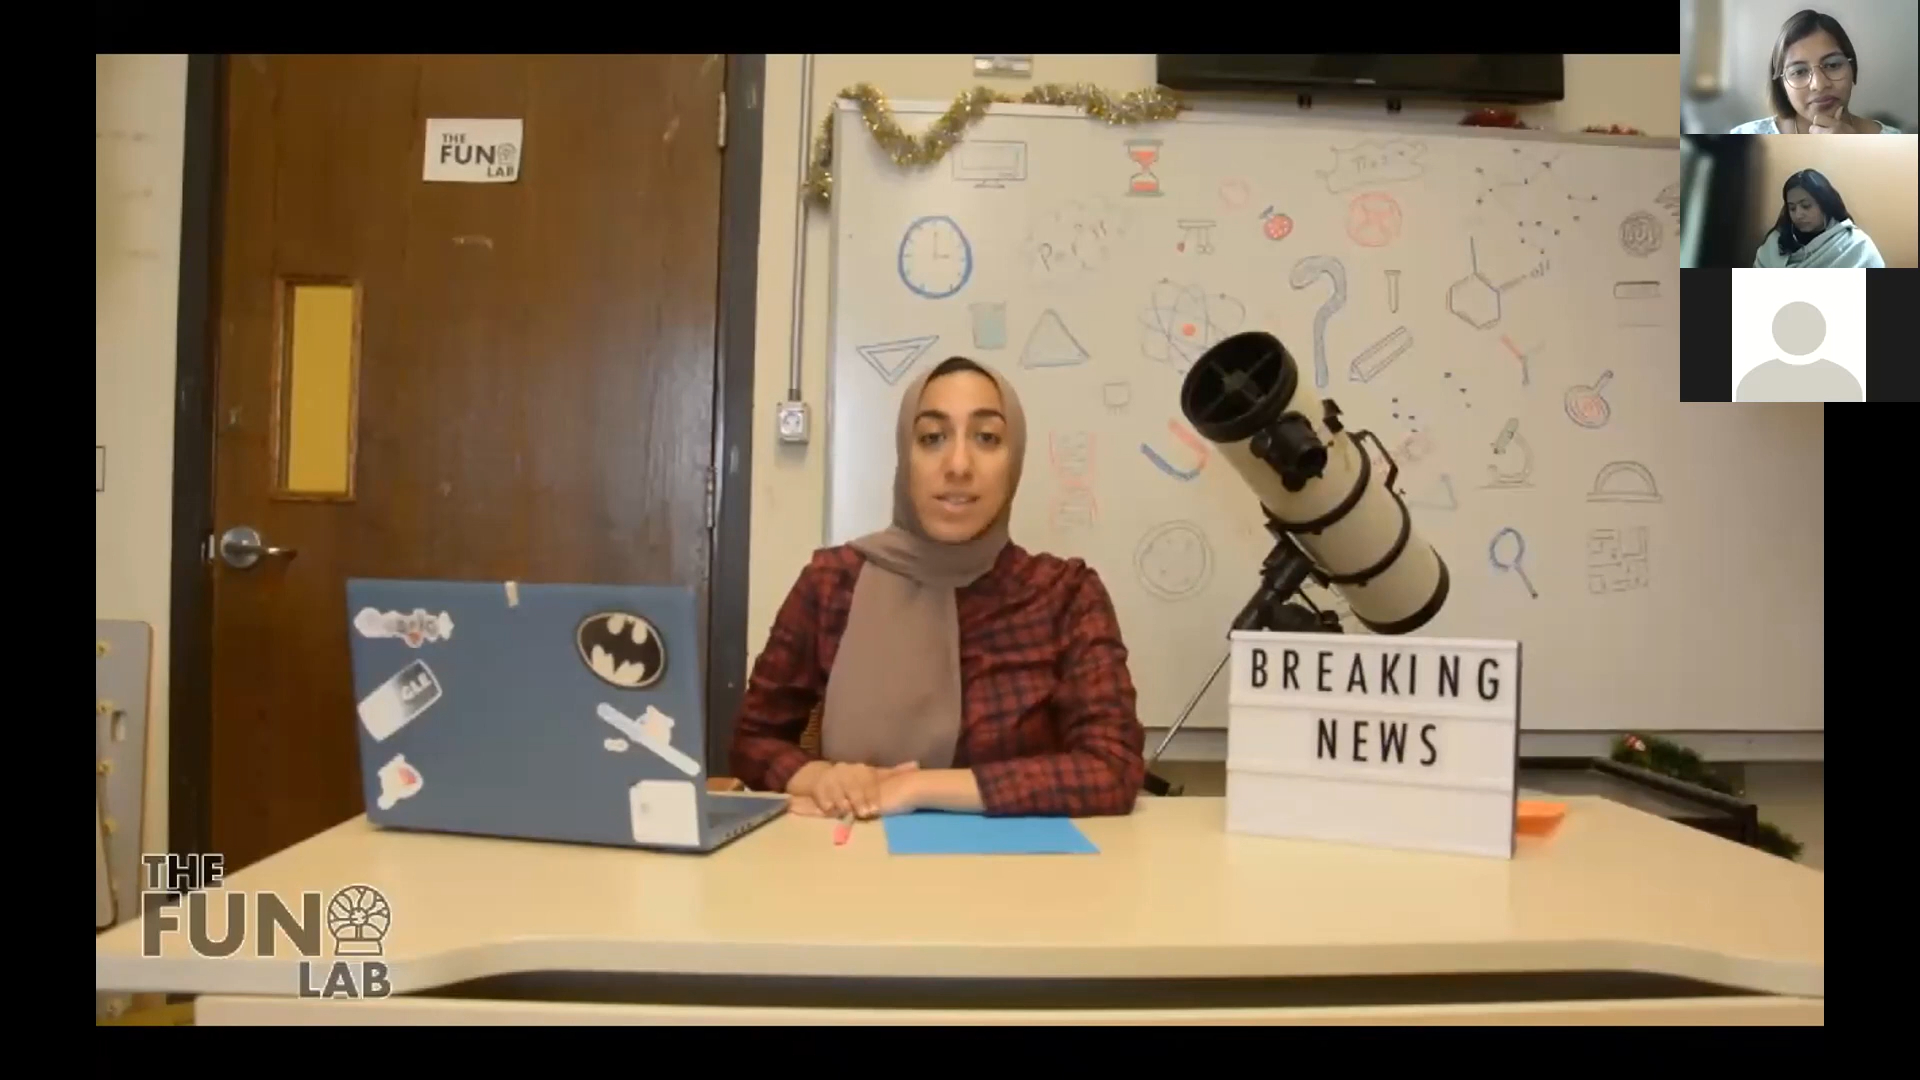 THE
FUN
LAB
BREAKING
NEWS
THE
FUN
LAB